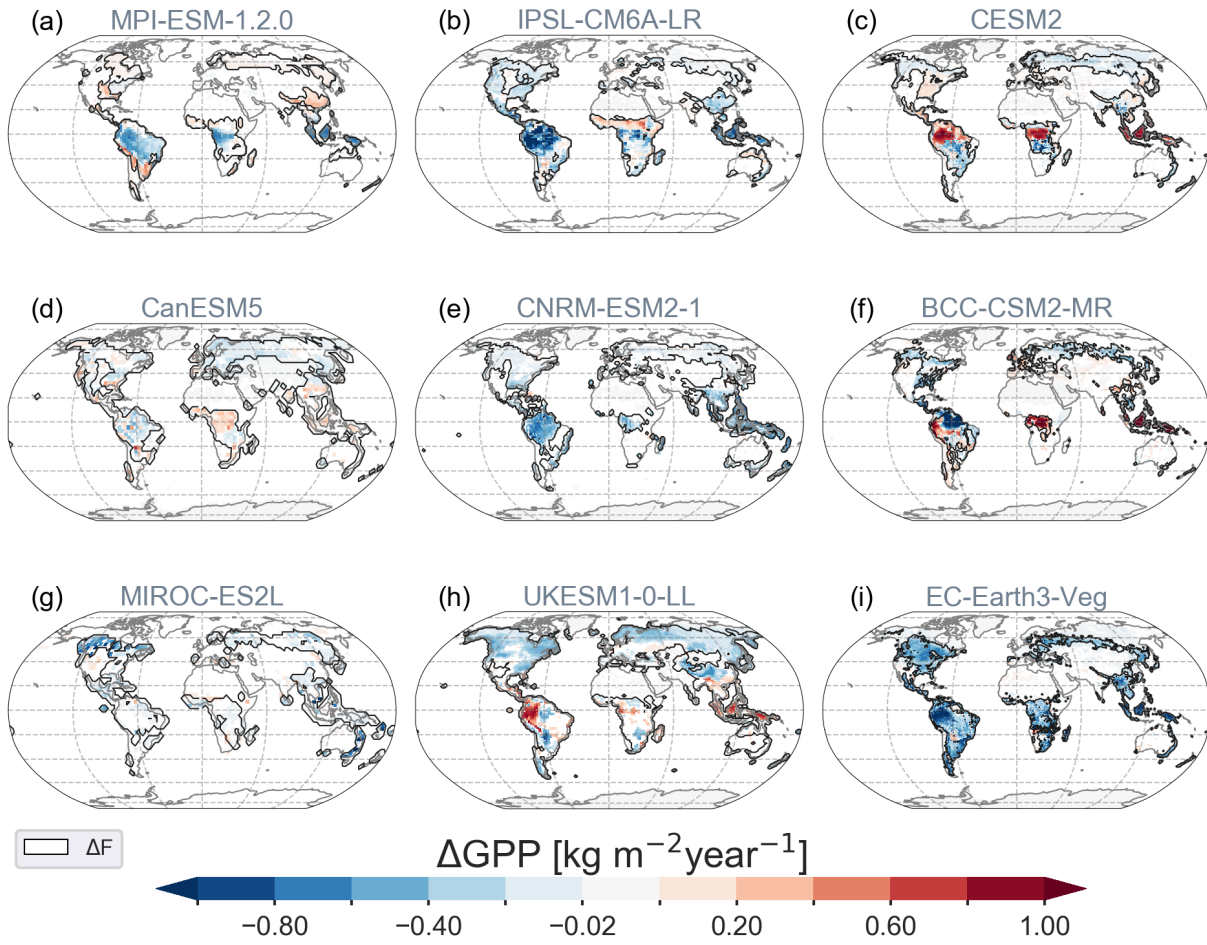 (a) MPI-ESM-1.2.0
(b) IPSL-CM6A-LR
(c) CESM2
(d) CanESM5
(e) CNRM-ESM2-1
(f) BCC-CSM2-MR
(g) MIROC-ES2L
(h) UKESM1-0-LL
(i) EC-Earth3-Veg
ΔF
ΔGPP [kg m⁻²year⁻¹]
−0.80 −0.40 −0.02 0.20 0.60 1.00